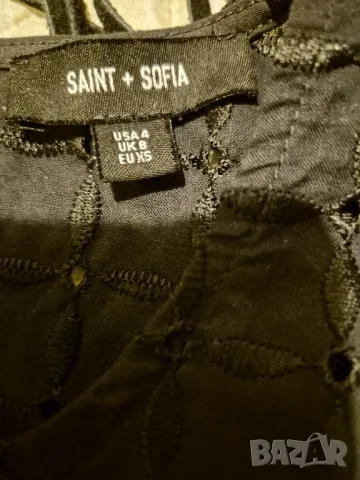 SAINT + SOFIA
USA 4
UK 8
EU XS
BAZAR